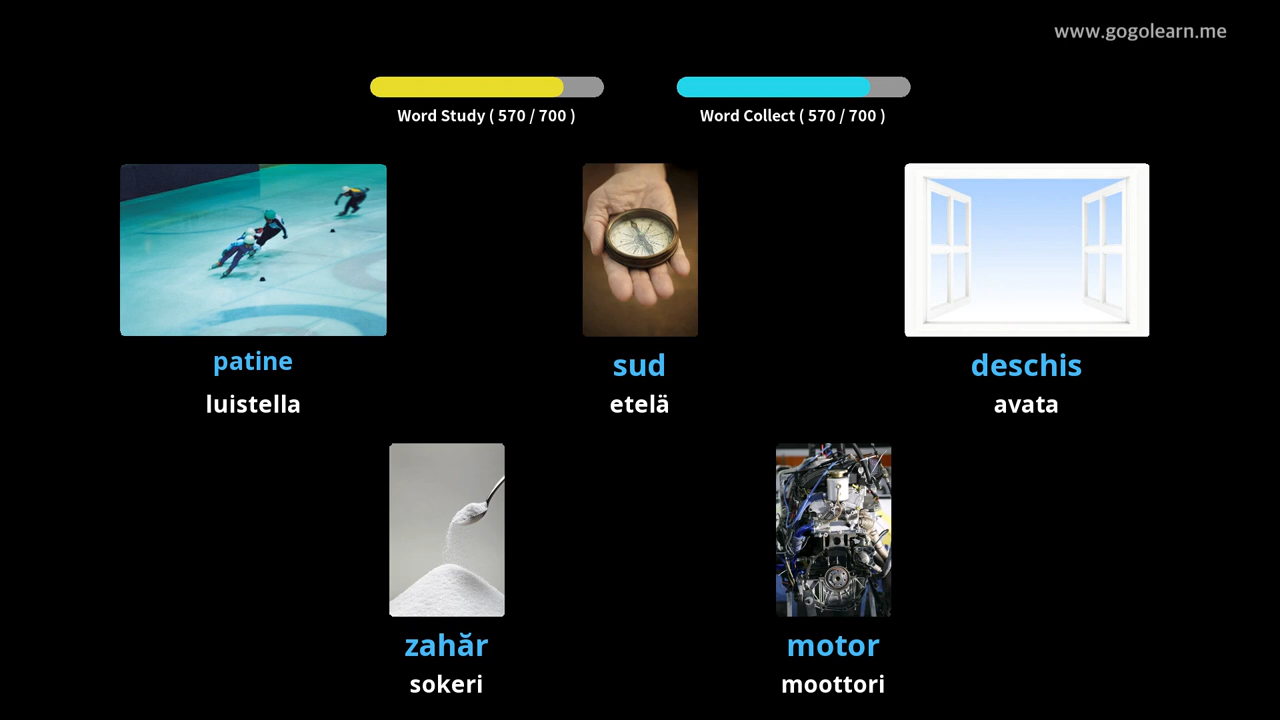 www.gogolearn.me
Word Study ( 570 / 700 )
Word Collect ( 570 / 700 )
patine
luistella
sud
etelä
deschis
avata
zahăr
sokeri
motor
moottori